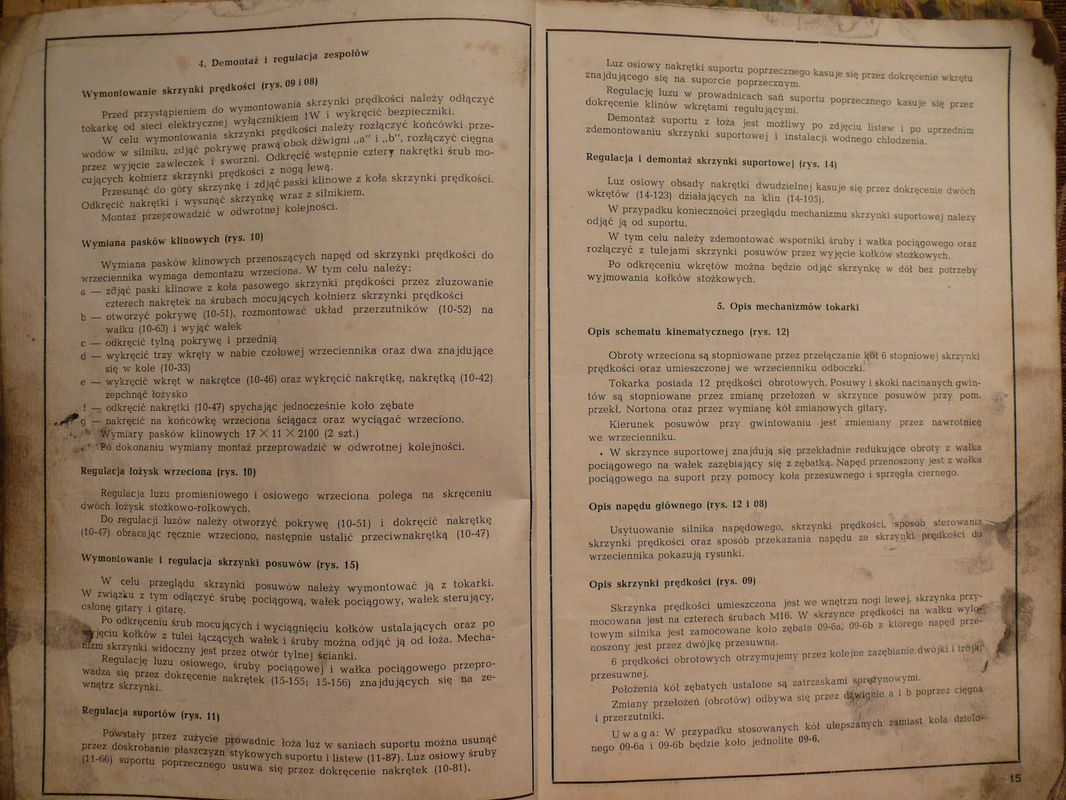 4. Demontaż i regulacja zespołów
Wymontowanie skrzynki prędkości (rys. 09 i 08)
Przed przystąpieniem do wymontowania skrzynki prędkości należy odłączyć
tokarkę od sieci elektrycznej wyłącznikiem 1W i wykręcić bezpieczniki.
W celu wymontowania skrzynki prędkości należy rozłączyć końcówki prze-
wodów w silniku, zdjąć pokrywę prawą obok dźwigni „a" i „b", rozłączyć cięgna
przez wyjęcie zawleczek i sworzni. Odkręcić wstępnie cztery nakrętki śrub mo-
cujących kołnierz skrzynki prędkości z nogą lewą.
Przesunąć do góry skrzynkę i zdjąć paski klinowe z koła skrzynki prędkości.
Odkręcić nakrętki i wysunąć skrzynkę wraz z silnikiem.
Montaż przeprowadzić w odwrotnej kolejności.
Wymiana pasków klinowych (rys. 10)
Wymiana pasków klinowych przenoszących napęd od skrzynki prędkości do
wrzeciennika wymaga demontażu wrzeciona. W tym celu należy:
a — zdjąć paski klinowe z koła pasowego skrzynki prędkości przez zluzowanie
czterech nakrętek na śrubach mocujących kołnierz skrzynki prędkości
b — otworzyć pokrywę (10-51), rozmontować układ przerzutników (10-52) na
wałku (10-63) i wyjąć wałek
c — odkręcić tylną pokrywę i przednią
d — wykręcić trzy wkręty w nabie czołowej wrzeciennika oraz dwa znajdujące
się w kole (10-33)
e — wykręcić wkręt w nakrętce (10-46) oraz wykręcić nakrętkę, nakrętką (10-42)
zepchnąć łożysko
f — odkręcić nakrętki (10-47) spychając jednocześnie koło zębate
g — nakręcić na końcówkę wrzeciona ściągacz oraz wyciągać wrzeciono.
Wymiary pasków klinowych 17 X 11 X 2100 (2 szt.)
Po dokonaniu wymiany montaż przeprowadzić w odwrotnej kolejności.
Regulacja łożysk wrzeciona (rys. 10)
Regulacja luzu promieniowego i osiowego wrzeciona polega na skręceniu
dwóch łożysk stożkowo-rolkowych.
Do regulacji luzów należy otworzyć pokrywę (10-51) i dokręcić nakrętkę
(10-47) obracając ręcznie wrzeciono, następnie ustalić przeciwnakrętką (10-47)
Wymontowanie i regulacja skrzynki posuwów (rys. 15)
W celu przeglądu skrzynki posuwów należy wymontować ją z tokarki.
W związku z tym odłączyć śrubę pociągową, wałek pociągowy, wałek sterujący,
osłonę gitary i gitarę.
Po odkręceniu śrub mocujących i wyciągnięciu kołków ustalających oraz po
wyjęciu kołków z tulei łączących wałek i śruby można odjąć ją od łoża. Mecha-
nizm skrzynki widoczny jest przez otwór tylnej ścianki.
Regulację luzu osiowego, śruby pociągowej i wałka pociągowego przepro-
wadza się przez dokręcenie nakrętek (15-155; 15-156) znajdujących się na ze-
wnątrz skrzynki.
Regulacja suportów (rys. 11)
Powstały przez zużycie prowadnic łoża luz w saniach suportu można usunąć
przez doskrobanie płaszczyzn stykowych suportu i listew (11-87). Luz osiowy śruby
(11-66) suportu poprzecznego usuwa się przez dokręcenie nakrętek (10-81).
Luz osiowy nakrętki suportu poprzecznego kasuje się przez dokręcenie wkrętu
znajdującego się na suporcie poprzecznym.
Regulację luzu w prowadnicach sań suportu poprzecznego kasuje się przez
dokręcenie klinów wkrętami regulującymi.
Demontaż suportu z łoża jest możliwy po zdjęciu listew i po uprzednim
zdemontowaniu skrzynki suportowej i instalacji wodnego chłodzenia.
Regulacja i demontaż skrzynki suportowej (rys. 14)
Luz osiowy obsady nakrętki dwudzielnej kasuje się przez dokręcenie dwóch
wkrętów (14-123) działających na klin (14-105).
W przypadku konieczności przeglądu mechanizmu skrzynki suportowej należy
odjąć ją od suportu.
W tym celu należy zdemontować wsporniki śruby i wałka pociągowego oraz
rozłączyć z tulejami skrzynki posuwów przez wyjęcie kołków stożkowych.
Po odkręceniu wkrętów można będzie odjąć skrzynkę w dół bez potrzeby
wyjmowania kołków stożkowych.
5. Opis mechanizmów tokarki
Opis schematu kinematycznego (rys. 12)
Obroty wrzeciona są stopniowane przez przełączanie kół 6 stopniowej skrzynki
prędkości oraz umieszczonej we wrzecienniku odboczki.
Tokarka posiada 12 prędkości obrotowych. Posuwy i skoki nacinanych gwin-
tów są stopniowane przez zmianę przełożeń w skrzynce posuwów przy pom.
przekł. Nortona oraz przez wymianę kół zmianowych gitary.
Kierunek posuwów przy gwintowaniu jest zmieniany przez nawrotnicę
we wrzecienniku.
W skrzynce suportowej znajdują się przekładnie redukujące obroty z wałka
pociągowego na wałek zazębiający się z zębatką. Napęd przenoszony jest z wałka
pociągowego na suport przy pomocy koła przesuwnego i sprzęgła ciernego.
Opis napędu głównego (rys. 12 i 08)
Usytuowanie silnika napędowego, skrzynki prędkości, sposób sterowania
skrzynki prędkości oraz sposób przekazania napędu ze skrzynki prędkości do
wrzeciennika pokazują rysunki.
Opis skrzynki prędkości (rys. 09)
Skrzynka prędkości umieszczona jest we wnętrzu nogi lewej, skrzynka przy-
mocowana jest na czterech śrubach M16. W skrzynce prędkości na wałku wylo-
towym silnika jest zamocowane koło zębate 09-6a, 09-6b z którego napęd prze-
noszony jest przez dwójkę przesuwną.
6 prędkości obrotowych otrzymujemy przez kolejne zazębianie dwójki i trójki
przesuwnej.
Położenia kół zębatych ustalone są zatrzaskami sprężynowymi.
Zmiany przełożeń (obrotów) odbywa się przez dźwignie a i b poprzez cięgna
i przerzutniki.
Uwaga: W przypadku stosowanych kół ulepszanych zamiast koła dzielo-
nego 09-6a i 09-6b będzie koło jednolite 09-6.
15